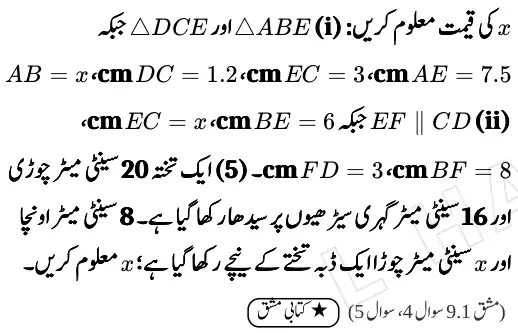 x کی قیمت معلوم کریں: (i) △ABE اور △DCE جبکہ
AB = x ،cm DC = 1.2 ،cm EC = 3 ،cm AE = 7.5
(ii) EF ∥ CD جبکہ cm EC = x ،cm BE = 6،
cm FD = 3 ،cm BF = 8۔ (5) ایک تختہ 20 سینٹی میٹر چوڑی
اور 16 سینٹی میٹر گہری سیڑھیوں پر سیدھا رکھا گیا ہے۔ 8 سینٹی میٹر اونچا
اور x سینٹی میٹر چوڑا ایک ڈبہ تختے کے نیچے رکھا گیا ہے؛ x معلوم کریں۔
(مشق 9.1 سوال 4، سوال 5) ★ کتابی مشق